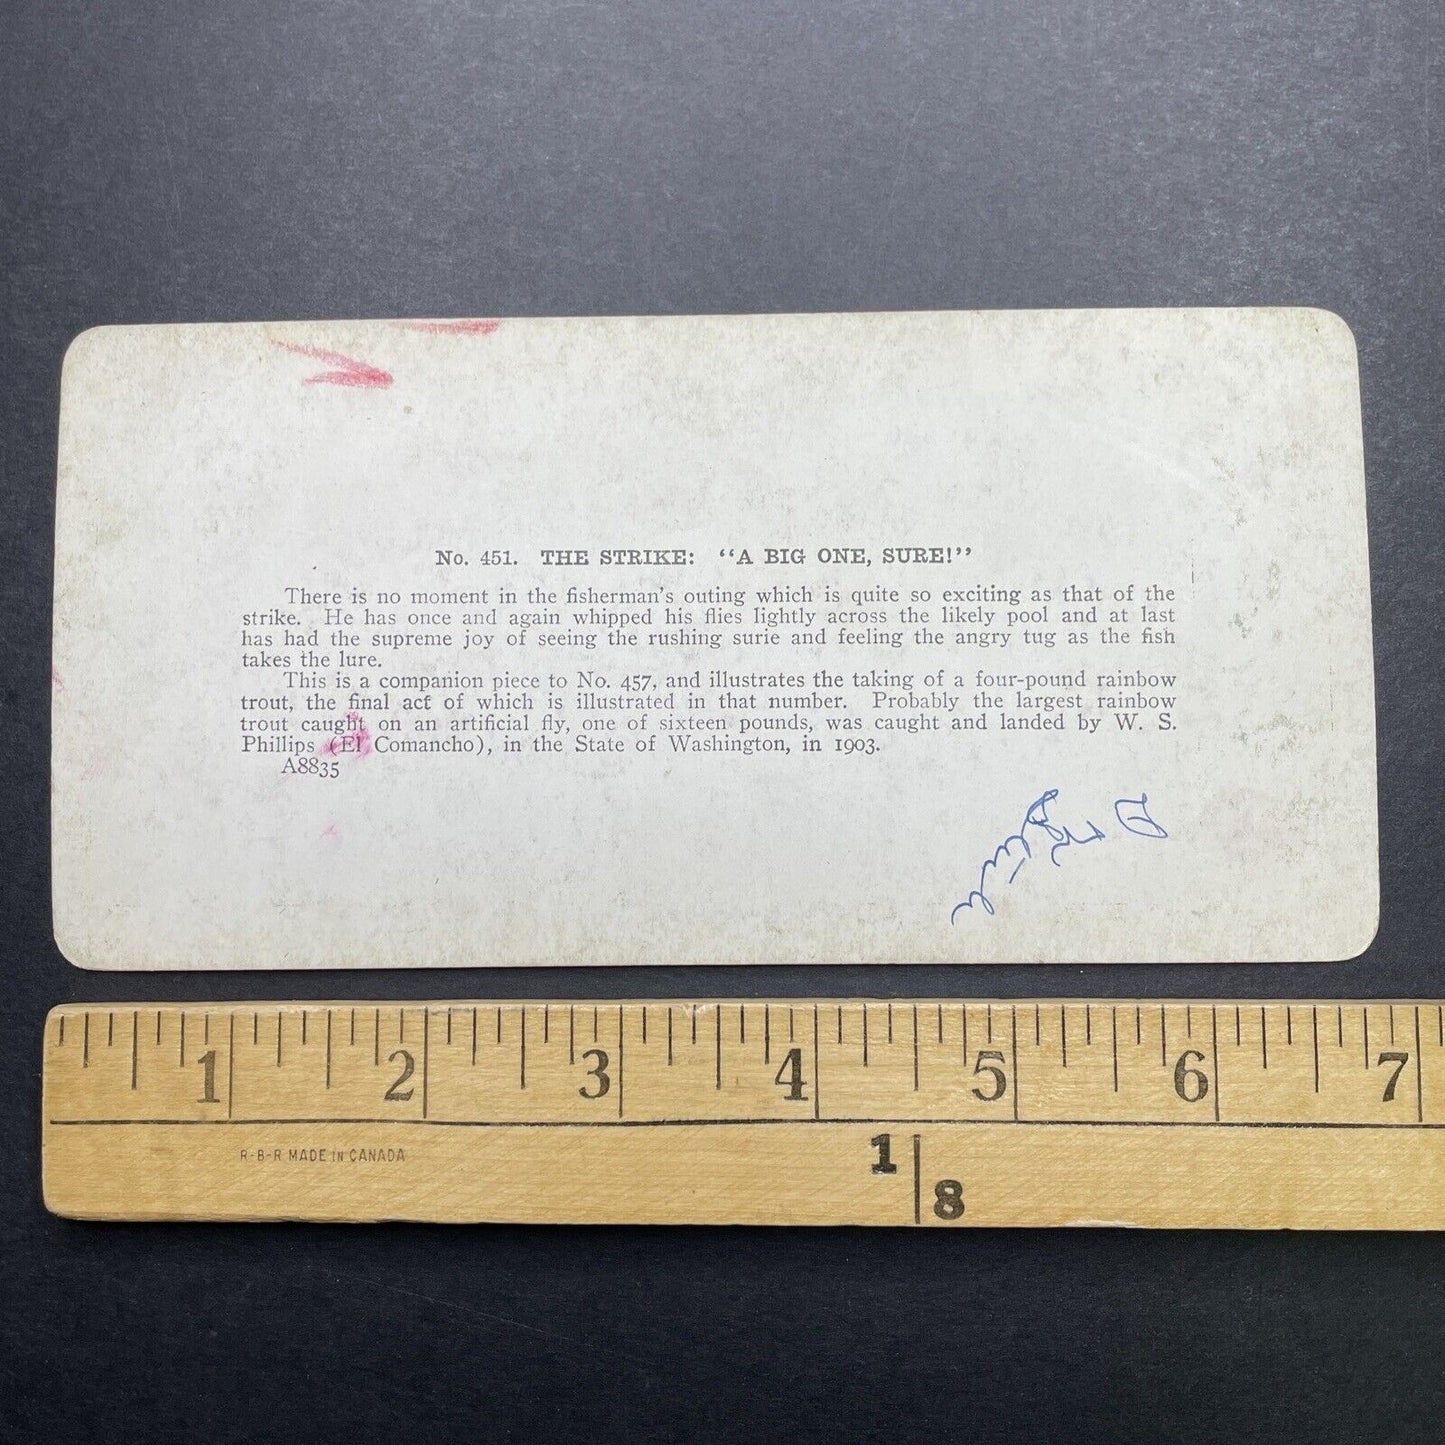 No. 451. THE STRIKE: “A BIG ONE, SURE!”
There is no moment in the fisherman's outing which is quite so exciting as that of the
strike. He has once and again whipped his flies lightly across the likely pool and at last
has had the supreme joy of seeing the rushing surie and feeling the angry tug as the fish
takes the lure.
This is a companion piece to No. 457, and illustrates the taking of a four-pound rainbow
trout, the final act of which is illustrated in that number. Probably the largest rainbow
trout caught on an artificial fly, one of sixteen pounds, was caught and landed by W. S.
Phillips (El Comancho), in the State of Washington, in 1903.
A8835
1 2 3 4 5 6 7
R-B-R MADE IN CANADA
1
8